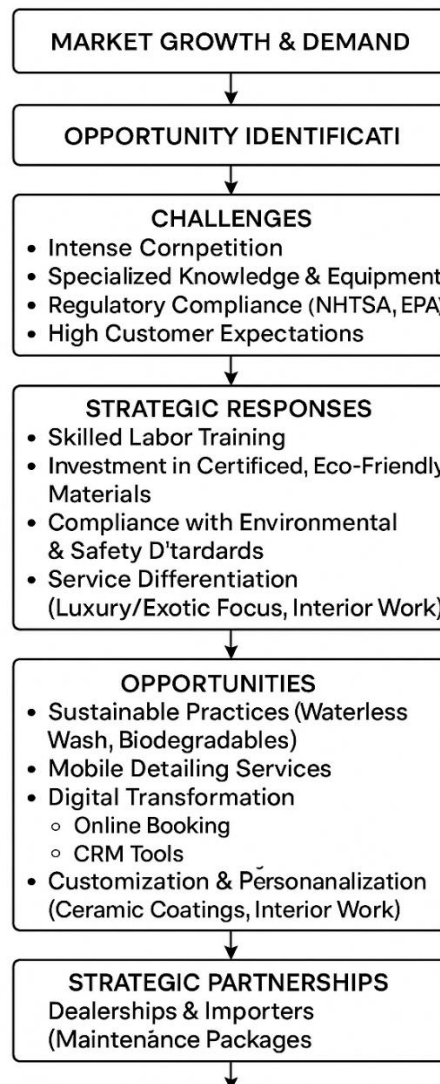 MARKET GROWTH & DEMAND
OPPORTUNITY IDENTIFICATI
CHALLENGES
• Intense Cornpetition
• Specialized Knowledge & Equipment
• Regulatory Compliance (NHTSA, EPA)
• High Customer Expectations
STRATEGIC RESPONSES
• Skilled Labor Training
• Investment in Certificed, Eco-Friendly
Materials
• Compliance with Environmental
& Safety D'tardards
• Service Differentiation
(Luxury/Exotic Focus, Interior Work)
OPPORTUNITIES
• Sustainable Practices (Waterless
Wash, Biodegradables)
• Mobile Detailing Services
• Digital Transformation
○ Online Booking
○ CRM Tools
• Customization & Personanalization
(Ceramic Coatings, Interior Work)
STRATEGIC PARTNERSHIPS
Dealerships & Importers
(Maintenánce Packages